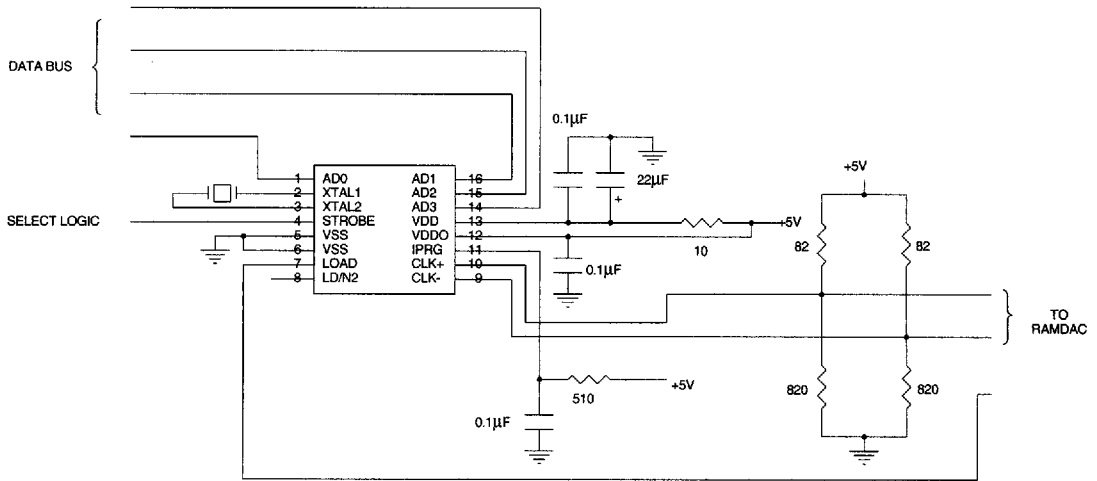 DATA BUS
0.1µF
22µF
+
+5V
1 AD0 AD1 16
2 XTAL1 AD2 15
3 XTAL2 AD3 14
SELECT LOGIC
4 STROBE VDD 13
+5V
5 VSS VDDO 12
10
82
82
6 VSS IPRG 11
7 LOAD CLK+ 10
0.1µF
8 LD/N2 CLK- 9
TO
RAMDAC
510
+5V
820
820
0.1µF